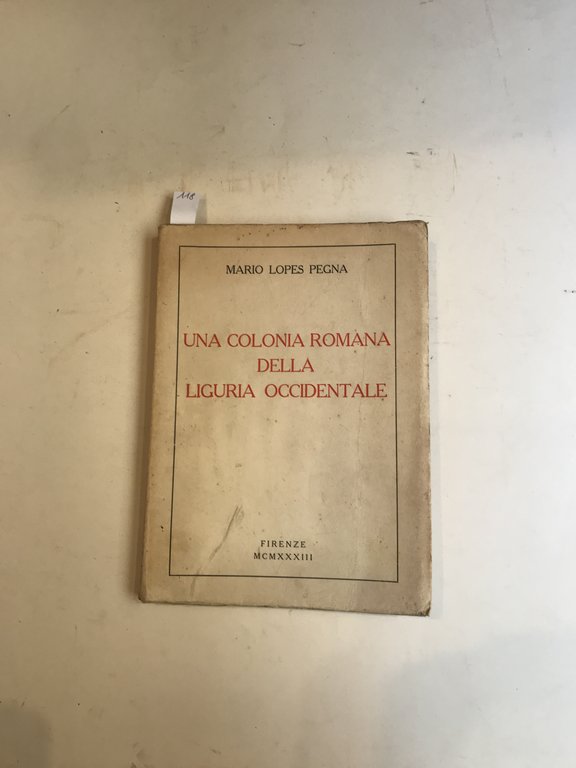 118
MARIO LOPES PEGNA
UNA COLONIA ROMANA
DELLA
LIGURIA OCCIDENTALE
FIRENZE
MCMXXXIII